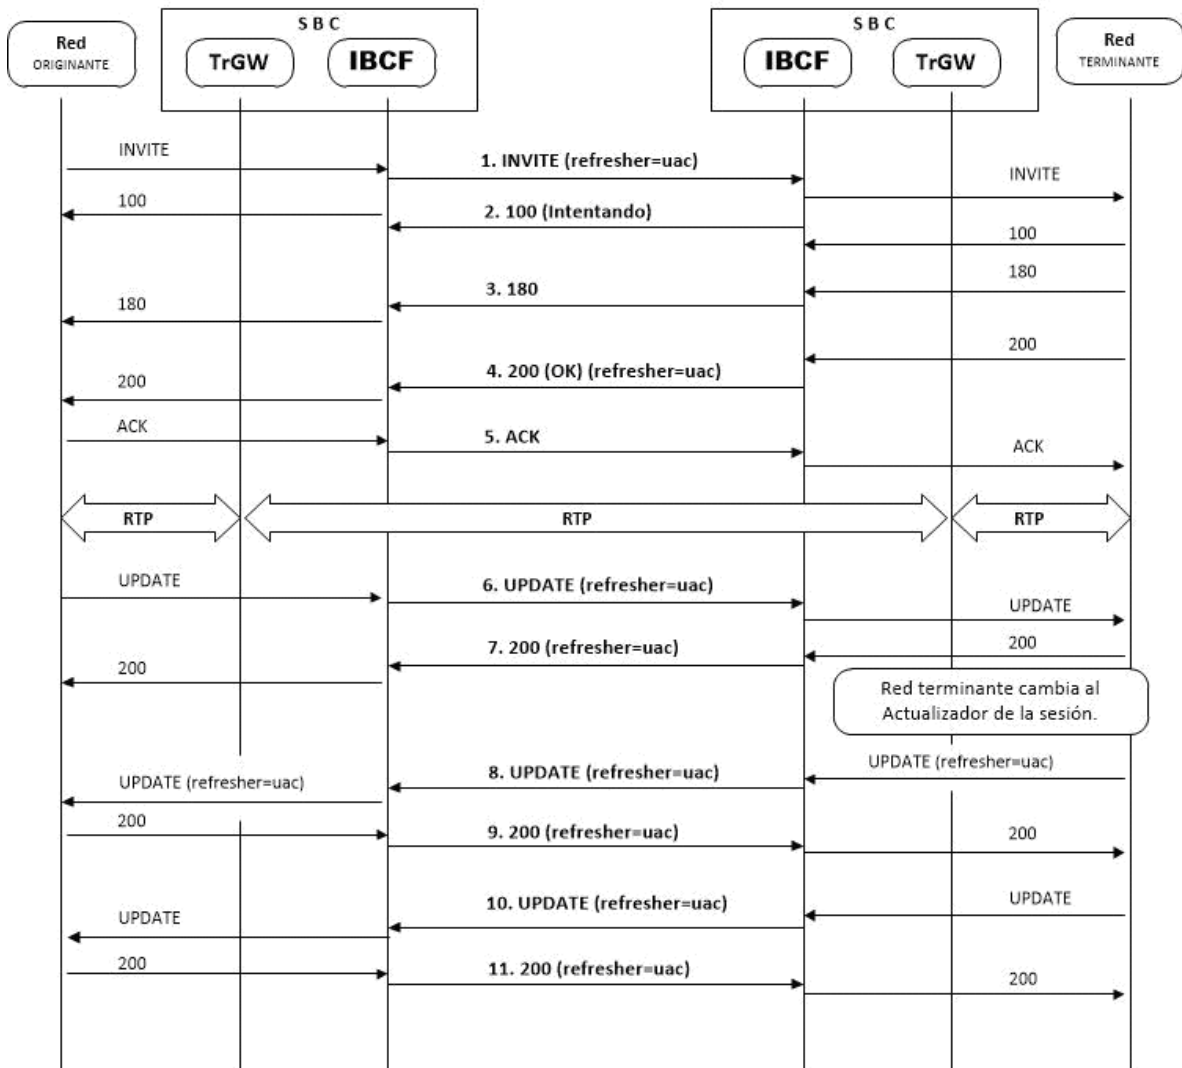 S B C
S B C
Red
ORIGINANTE
TrGW
IBCF
IBCF
TrGW
Red
TERMINANTE
INVITE
1. INVITE (refresher=uac)
INVITE
100
2. 100 (Intentando)
100
180
3. 180
180
200
4. 200 (OK) (refresher=uac)
200
ACK
5. ACK
ACK
RTP
RTP
RTP
UPDATE
6. UPDATE (refresher=uac)
UPDATE
200
7. 200 (refresher=uac)
200
Red terminante cambia al
Actualizador de la sesión.
UPDATE (refresher=uac)
8. UPDATE (refresher=uac)
UPDATE (refresher=uac)
200
9. 200 (refresher=uac)
200
UPDATE
10. UPDATE (refresher=uac)
UPDATE
200
11. 200 (refresher=uac)
200